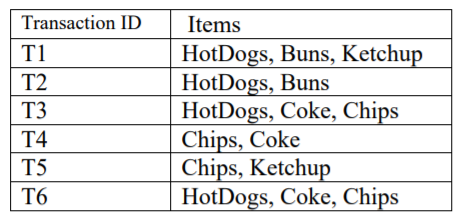 Transaction ID Items
T1 HotDogs, Buns, Ketchup
T2 HotDogs, Buns
T3 HotDogs, Coke, Chips
T4 Chips, Coke
T5 Chips, Ketchup
T6 HotDogs, Coke, Chips